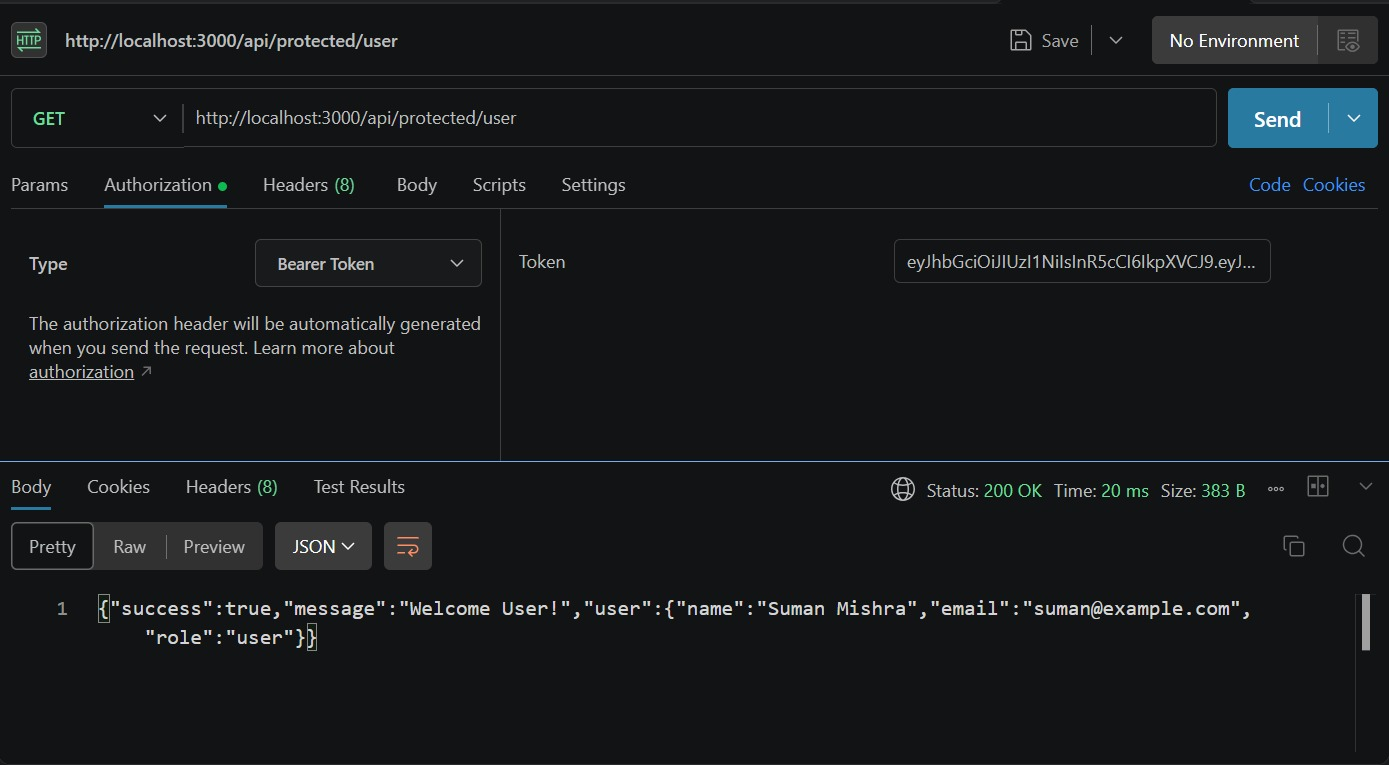 HTTP http://localhost:3000/api/protected/user Save No Environment
GET http://localhost:3000/api/protected/user Send
Params Authorization Headers (8) Body Scripts Settings Code Cookies
Type Bearer Token Token eyJhbGciOiJIUzI1NiIsInR5cCI6IkpXVCJ9.eyJ...
The authorization header will be automatically generated
when you send the request. Learn more about
authorization ↗
Body Cookies Headers (8) Test Results Status: 200 OK Time: 20 ms Size: 383 B
Pretty Raw Preview JSON
1 {"success":true,"message":"Welcome User!","user":{"name":"Suman Mishra","email":"suman@example.com",
"role":"user"}}